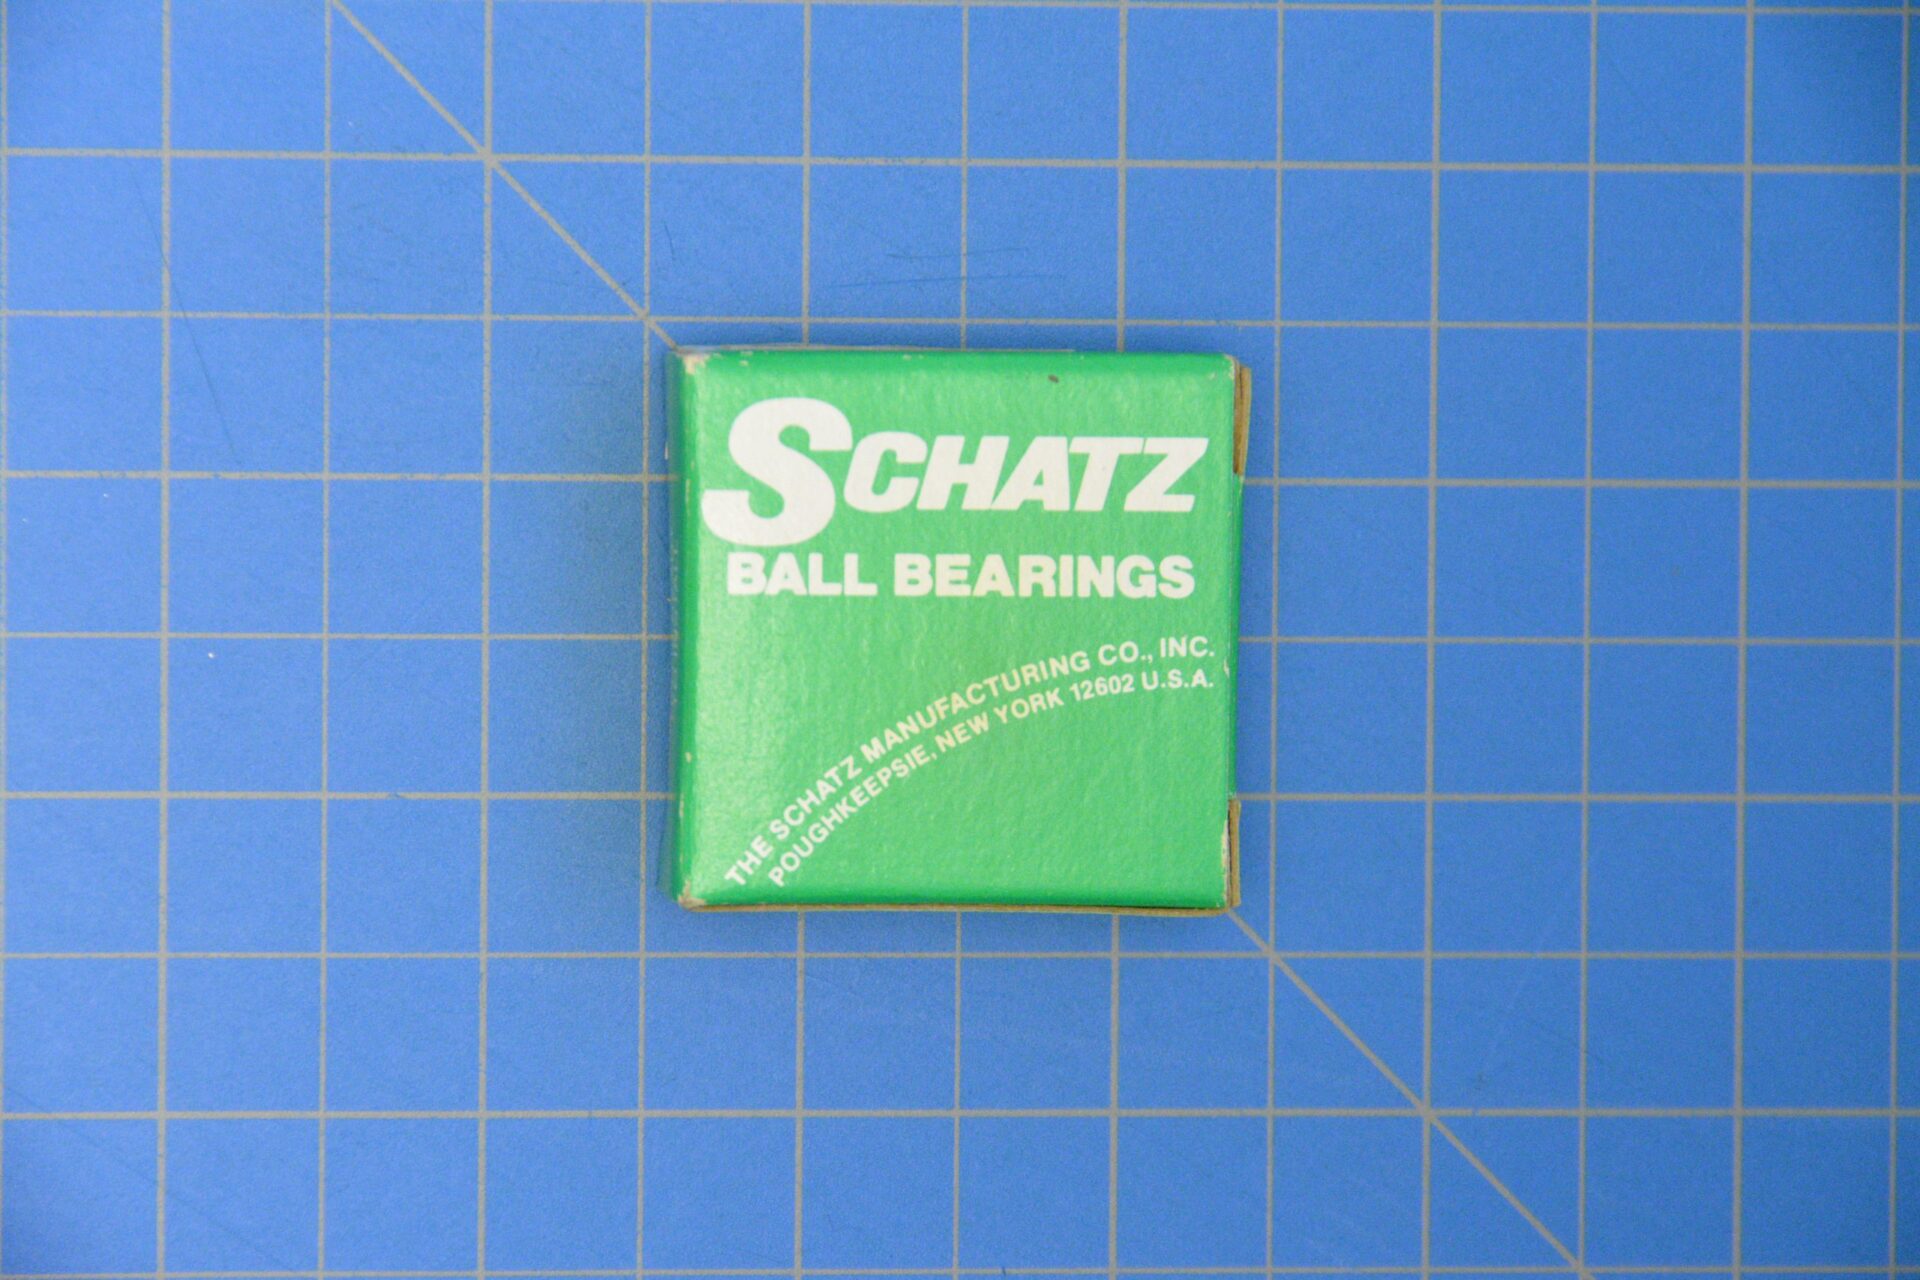 SCHATZ
BALL BEARINGS
THE SCHATZ MANUFACTURING CO., INC.
POUGHKEEPSIE, NEW YORK 12602 U.S.A.